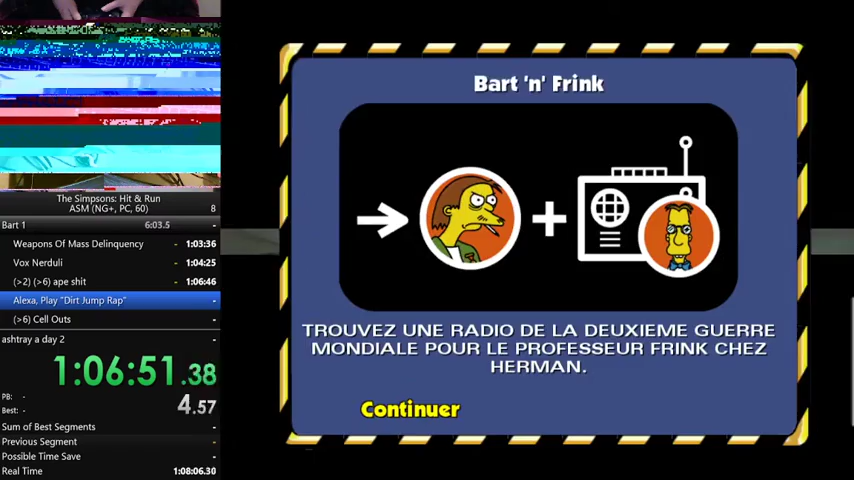 The Simpsons: Hit & Run
ASM (NG+, PC, 60) 8
Bart 1 6:03.5 -
Weapons Of Mass Delinquency - 1:03:36
Vox Nerduli - 1:04:25
(>2) (>6) ape shit - 1:06:46
Alexa, Play "Dirt Jump Rap" -
(>6) Cell Outs -
ashtray a day 2 -
1:06:51.38
PB: -
Best: -
4.57
Sum of Best Segments -
Previous Segment -
Possible Time Save -
Real Time 1:08:06.30
Bart 'n' Frink
TROUVEZ UNE RADIO DE LA DEUXIEME GUERRE
MONDIALE POUR LE PROFESSEUR FRINK CHEZ
HERMAN.
Continuer